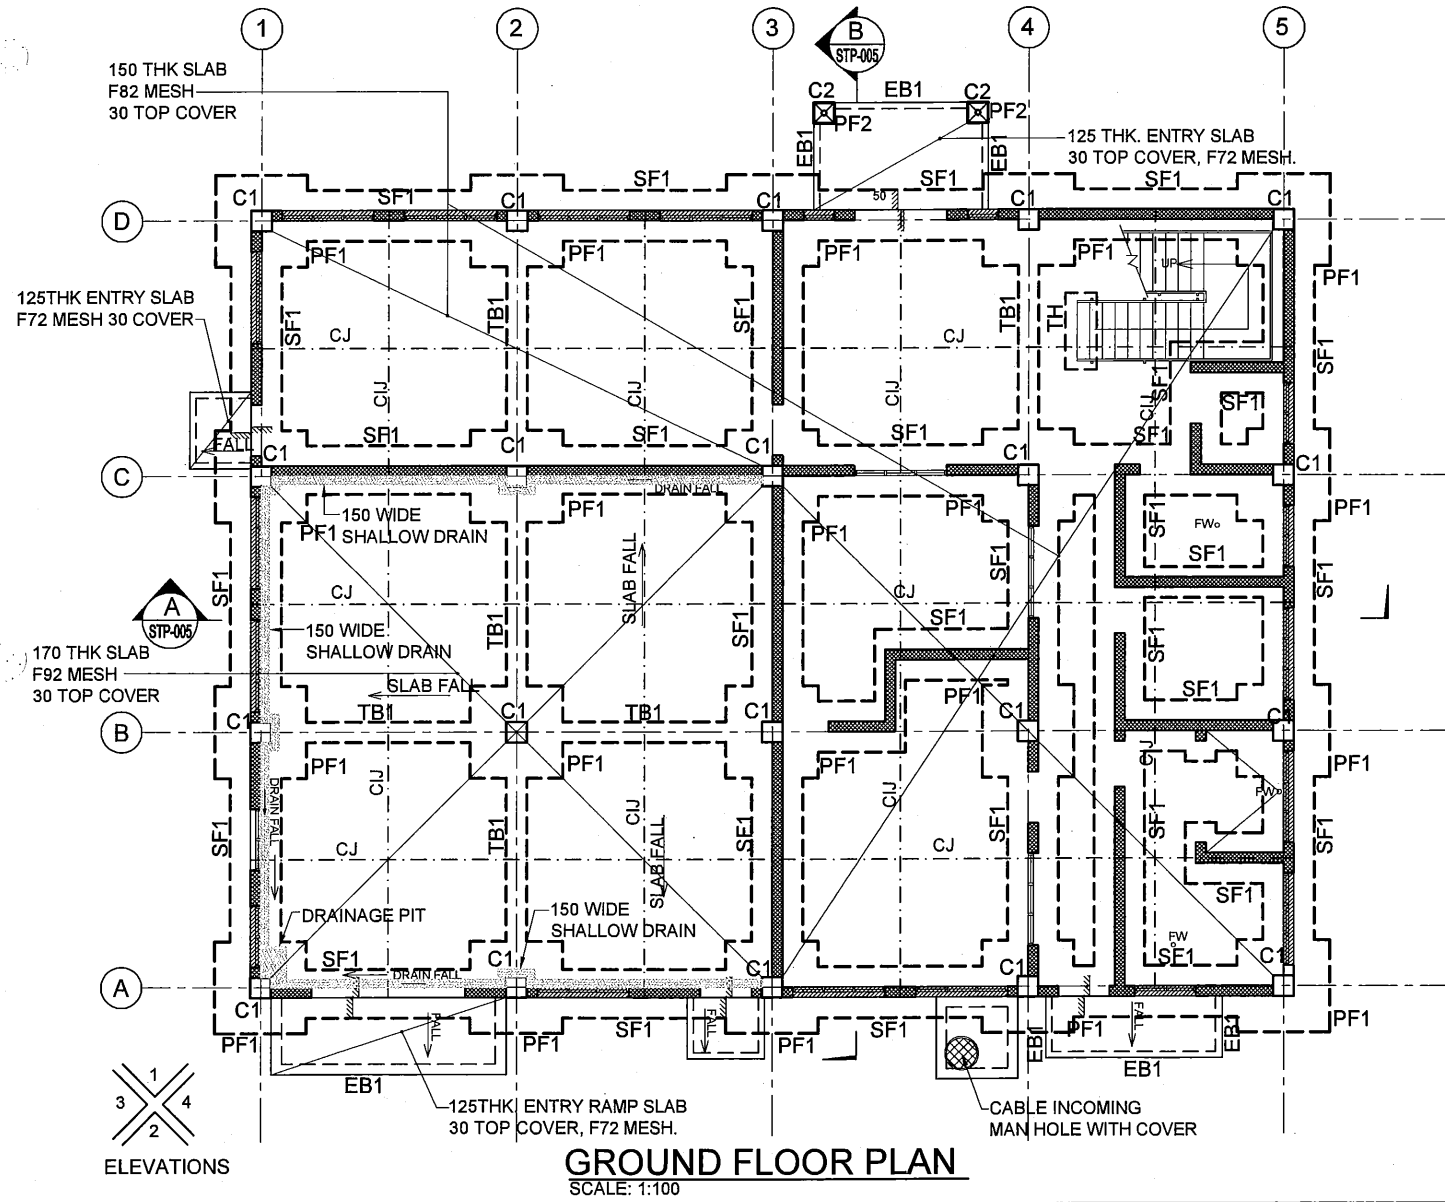 1 2 3 4 5
B
STP-005
150 THK SLAB
F82 MESH
30 TOP COVER
C2 EB1 C2
PF2 PF2
EB1 EB1
125 THK. ENTRY SLAB
30 TOP COVER, F72 MESH.
SF1 SF1 SF1 SF1
C1 C1 C1 C1 C1
50
D
PF1 PF1 PF1 PF1 PF1
UP
125THK ENTRY SLAB
F72 MESH 30 COVER
SF1 TB1 SF1 TB1 TH
CJ CJ SF1
CIJ CIJ CIJ CIJ SF1
SF1
SF1 SF1 SF1 SF1
FALL
C1 C1 C1 C1 C1
C
DRAIN FALL
PF1 PF1 PF1 PF1 PF1
150 WIDE
SHALLOW DRAIN
FW
SF1
SF1
SLAB FALL
SF1
A
STP-005
SF1 CJ CJ SF1
TB1 SF1 SF1
150 WIDE
SHALLOW DRAIN
SF1
170 THK SLAB
F92 MESH
30 TOP COVER
SLAB FALL
SF1
PF1
TB1 TB1
C1 C1 C1 C1 C
B
PF1 PF1 PF1 PF1
CIJ CIJ CIJ CJ
DRAIN FALL
FW
SF1 TB1 SF1 SF1 SF1 SF1
CJ CJ
SLAB FALL
SF1
DRAINAGE PIT
150 WIDE
SHALLOW DRAIN
FW
SF1 SF1
C1 C1 C1 C1
DRAIN FALL
A
C1
FALL FALL FALL
PF1 PF1 SF1 PF1 SF1 EB1 PF1 EB1 PF1
EB1 EB1
1
3 4
2
ELEVATIONS
125THK. ENTRY RAMP SLAB
30 TOP COVER, F72 MESH.
CABLE INCOMING
MAN HOLE WITH COVER
GROUND FLOOR PLAN
SCALE: 1:100